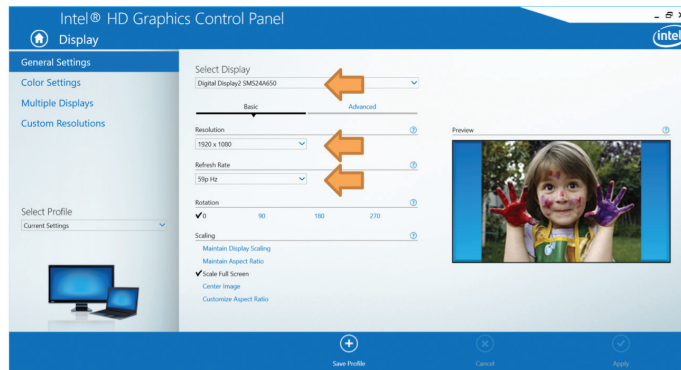 Intel® HD Graphics Control Panel
Display
intel
General Settings
Color Settings
Multiple Displays
Custom Resolutions
Select Profile
Current Settings
Select Display
Digital Display2 SMS24A650
Basic Advanced
Resolution ?
1920 x 1080
Refresh Rate ?
59p Hz
Rotation ?
✔0 90 180 270
Scaling ?
Maintain Display Scaling
Maintain Aspect Ratio
✔Scale Full Screen
Center Image
Customize Aspect Ratio
Preview ?
Save Profile Cancel Apply